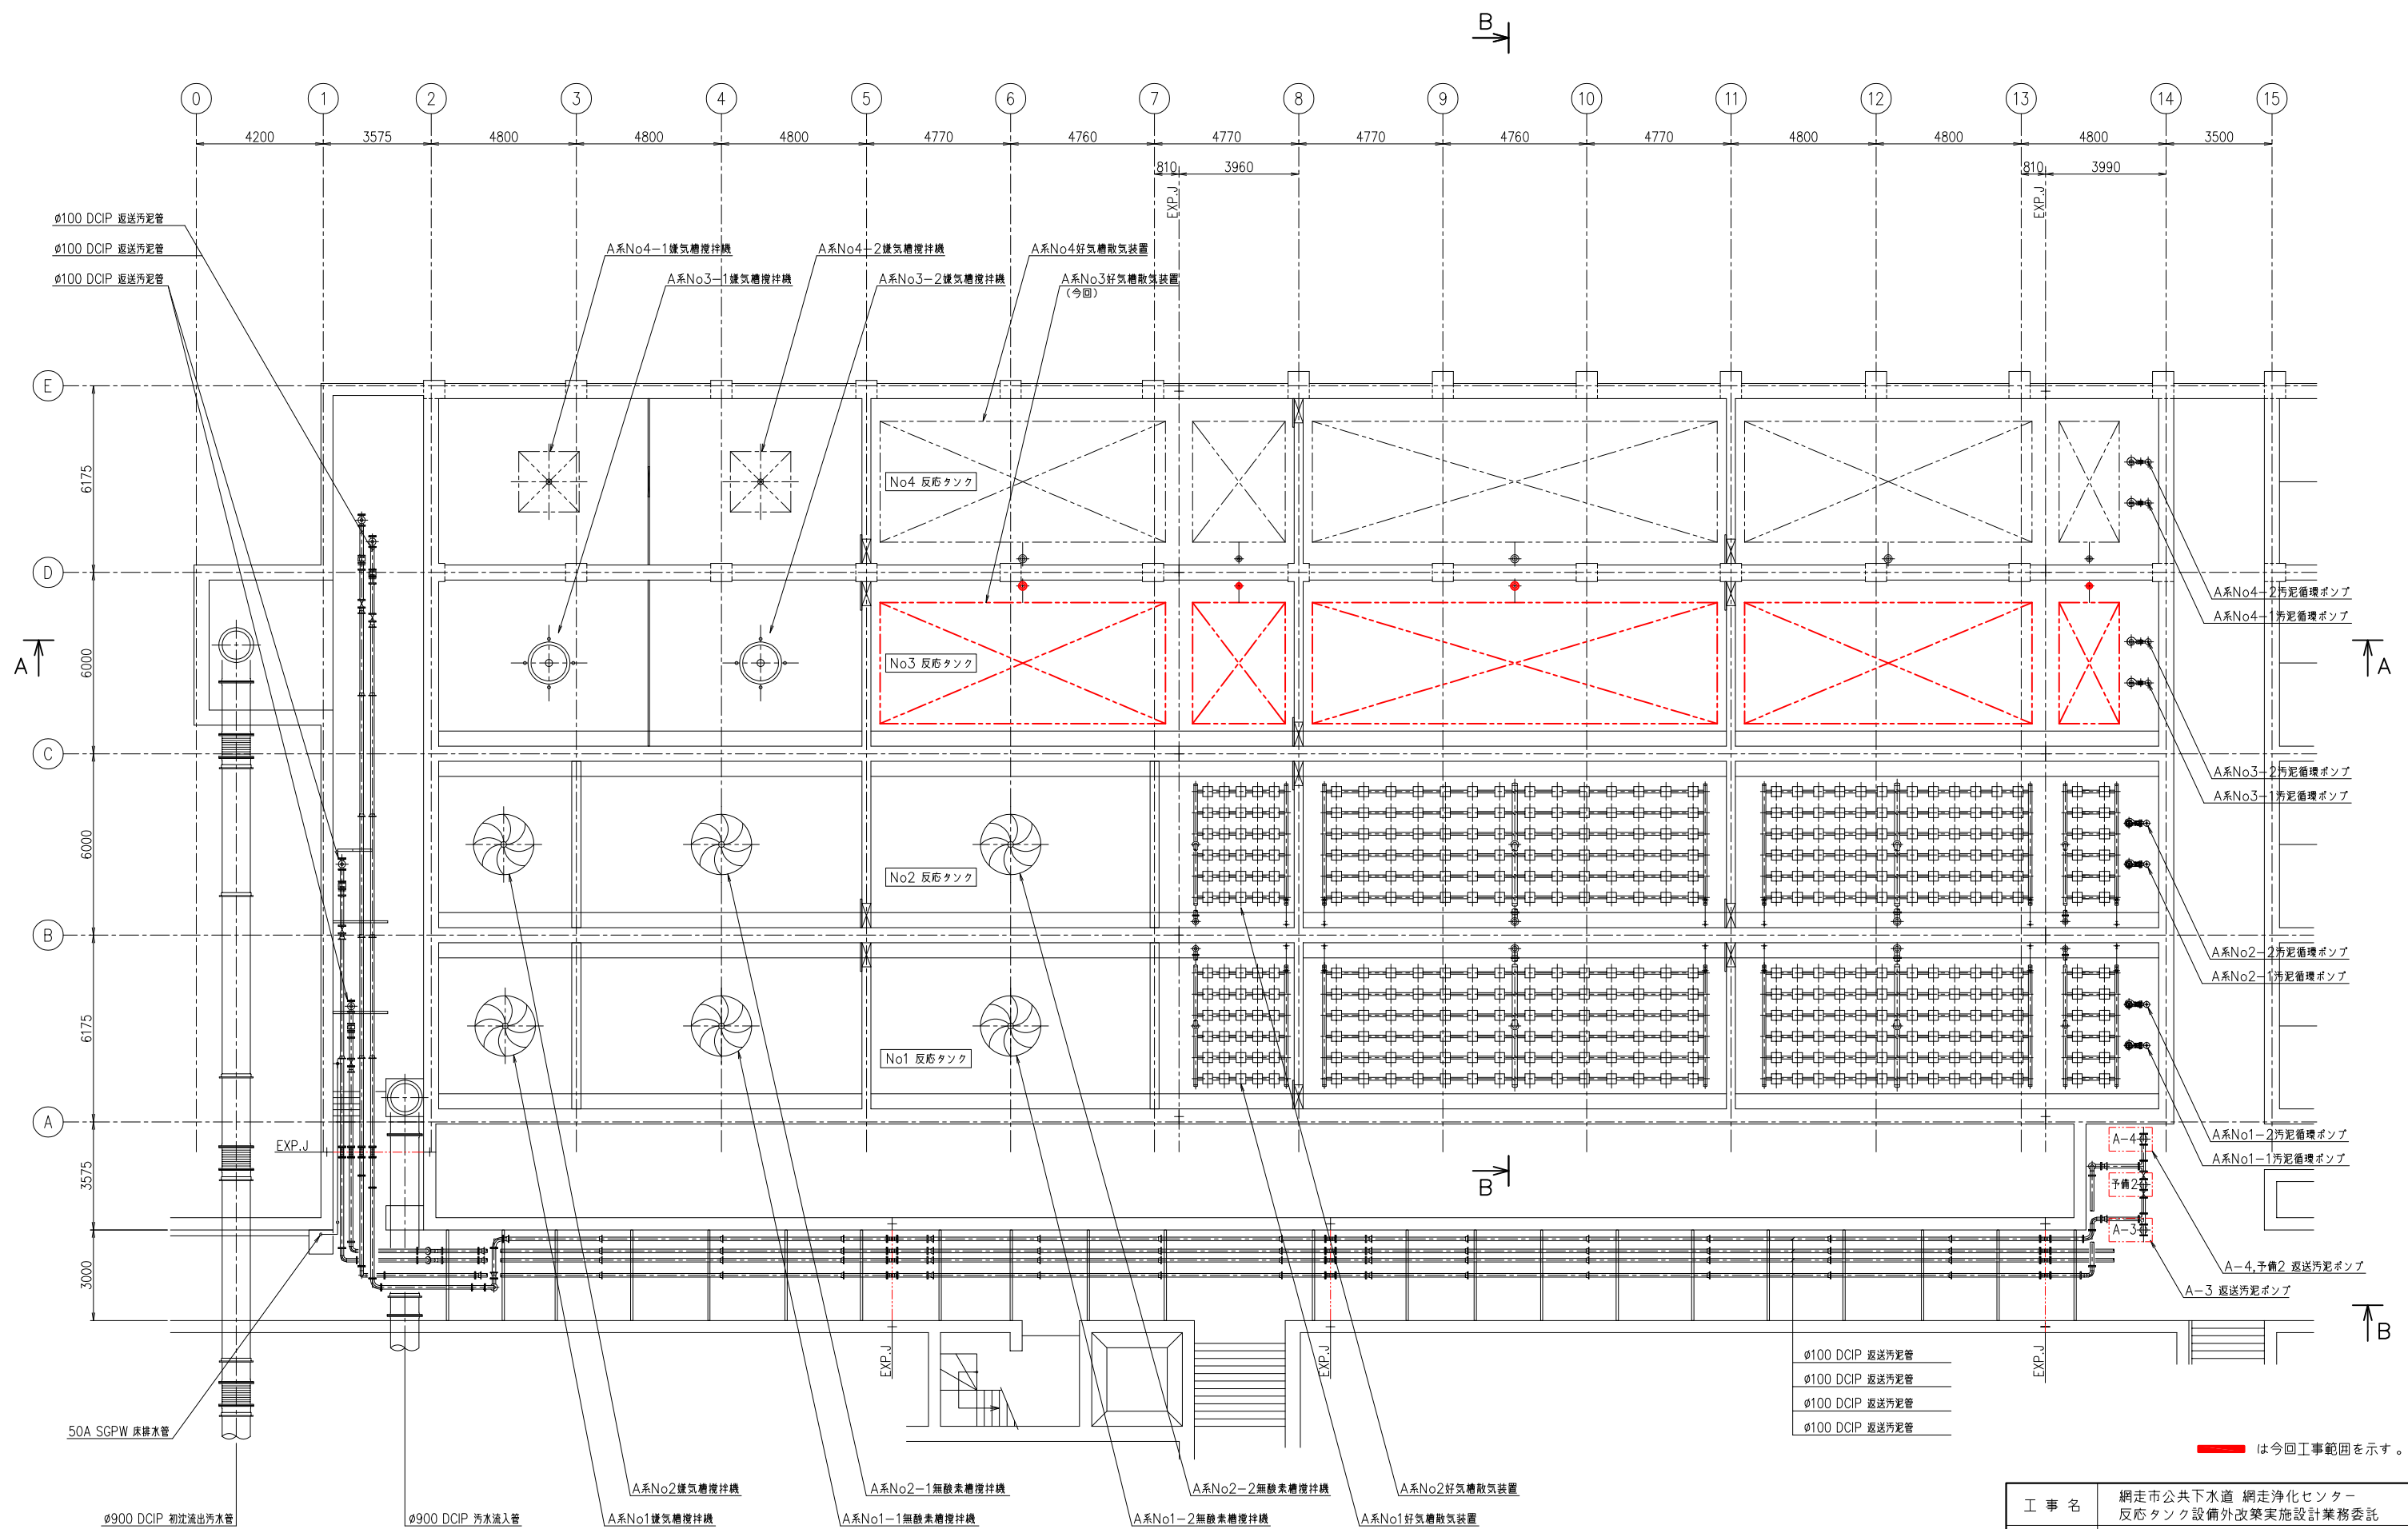 B
0
1
2
3
4
5
6
7
8
9
10
11
12
13
14
15
4200
3575
4800
4800
4800
4770
4760
4770
4770
4760
4770
4800
4800
4800
3500
810
3960
810
3990
EXP.J
EXP.J
φ100 DCIP 返送汚泥管
φ100 DCIP 返送汚泥管
φ100 DCIP 返送汚泥管
A系No4-1嫌気槽撹拌機
A系No3-1嫌気槽撹拌機
A系No4-2嫌気槽撹拌機
A系No3-2嫌気槽撹拌機
A系No4好気槽散気装置
A系No3好気槽散気装置
(今回)
E
6175
No4 反応タンク
D
A系No4-2汚泥循環ポンプ
A系No4-1汚泥循環ポンプ
A
6000
No3 反応タンク
A
C
A系No3-2汚泥循環ポンプ
A系No3-1汚泥循環ポンプ
6000
No2 反応タンク
B
A系No2-2汚泥循環ポンプ
A系No2-1汚泥循環ポンプ
6175
No1 反応タンク
A
EXP.J
A-4
A系No1-2汚泥循環ポンプ
A系No1-1汚泥循環ポンプ
3575
B
予備2
A-3
3000
A-4,予備2 返送汚泥ポンプ
A-3 返送汚泥ポンプ
B
EXP.J
EXP.J
EXP.J
φ100 DCIP 返送汚泥管
φ100 DCIP 返送汚泥管
φ100 DCIP 返送汚泥管
φ100 DCIP 返送汚泥管
50A SGPW 床排水管
は今回工事範囲を示す。
A系No2嫌気槽撹拌機
A系No2-1無酸素槽撹拌機
A系No2-2無酸素槽撹拌機
A系No2好気槽散気装置
φ900 DCIP 初沈流出汚水管
φ900 DCIP 汚水流入管
A系No1嫌気槽撹拌機
A系No1-1無酸素槽撹拌機
A系No1-2無酸素槽撹拌機
A系No1好気槽散気装置
工事名
網走市公共下水道 網走浄化センター
反応タンク設備外改築実施設計業務委託